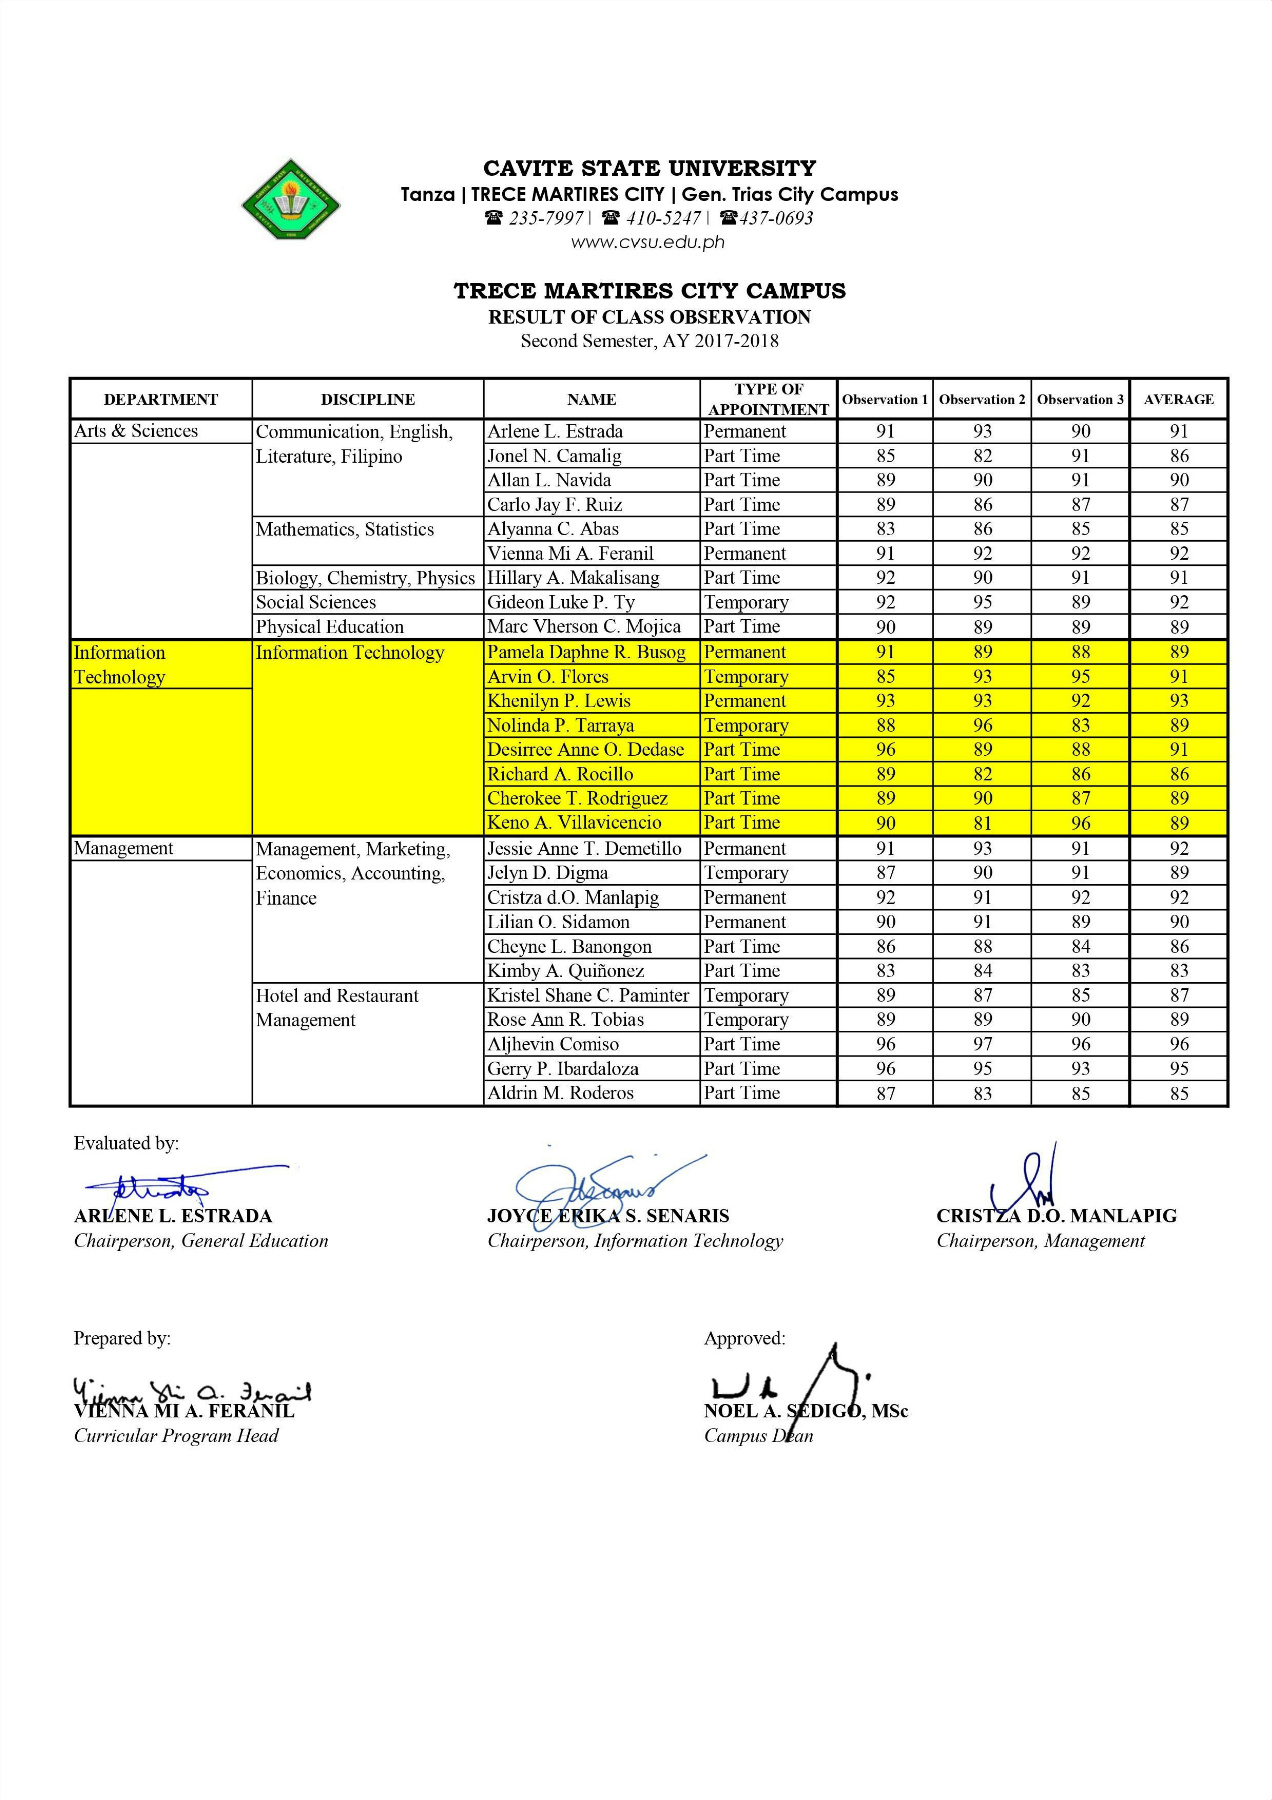 CAVITE STATE UNIVERSITY
Tanza | TRECE MARTIRES CITY | Gen. Trias City Campus
☎ 235-7997 | ☎ 410-5247 | ☎437-0693
www.cvsu.edu.ph
TRECE MARTIRES CITY CAMPUS
RESULT OF CLASS OBSERVATION
Second Semester, AY 2017-2018
DEPARTMENT DISCIPLINE NAME TYPE OF APPOINTMENT Observation 1 Observation 2 Observation 3 AVERAGE
Arts & Sciences Communication, English, Arlene L. Estrada Permanent 91 93 90 91
Literature, Filipino Jonel N. Camalig Part Time 85 82 91 86
Allan L. Navida Part Time 89 90 91 90
Carlo Jay F. Ruiz Part Time 89 86 87 87
Mathematics, Statistics Alyanna C. Abas Part Time 83 86 85 85
Vienna Mi A. Feranil Permanent 91 92 92 92
Biology, Chemistry, Physics Hillary A. Makalisang Part Time 92 90 91 91
Social Sciences Gideon Luke P. Ty Temporary 92 95 89 92
Physical Education Marc Vherson C. Mojica Part Time 90 89 89 89
Information Information Technology Pamela Daphne R. Busog Permanent 91 89 88 89
Technology Arvin O. Flores Temporary 85 93 95 91
Khenilyn P. Lewis Permanent 93 93 92 93
Nolinda P. Tarraya Temporary 88 96 83 89
Desirree Anne O. Dedase Part Time 96 89 88 91
Richard A. Rocillo Part Time 89 82 86 86
Cherokee T. Rodriguez Part Time 89 90 87 89
Keno A. Villavicencio Part Time 90 81 96 89
Management Management, Marketing, Jessie Anne T. Demetillo Permanent 91 93 91 92
Economics, Accounting, Jelyn D. Digma Temporary 87 90 91 89
Finance Cristza d.O. Manlapig Permanent 92 91 92 92
Lilian O. Sidamon Permanent 90 91 89 90
Cheyne L. Banongon Part Time 86 88 84 86
Kimby A. Quiñonez Part Time 83 84 83 83
Hotel and Restaurant Kristel Shane C. Paminter Temporary 89 87 85 87
Management Rose Ann R. Tobias Temporary 89 89 90 89
Aljhevin Comiso Part Time 96 97 96 96
Gerry P. Ibardaloza Part Time 96 95 93 95
Aldrin M. Roderos Part Time 87 83 85 85
Evaluated by:
ARLENE L. ESTRADA JOYCE ERIKA S. SENARIS CRISTZA D.O. MANLAPIG
Chairperson, General Education Chairperson, Information Technology Chairperson, Management
Prepared by: Approved:
Vienna Mi A. Feranil
VIENNA MI A. FERANIL NOEL A. SEDIGO, MSc
Curricular Program Head Campus Dean